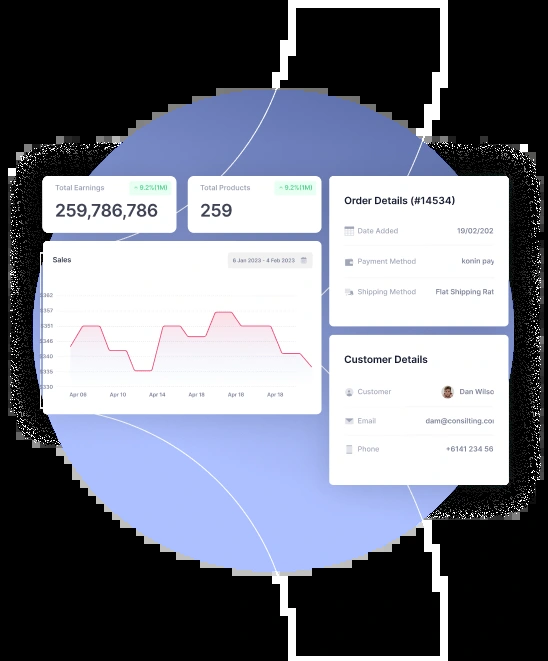 Total Earnings
~ 9.2%(1M)
259,786,786
Total Products
~ 9.2%(1M)
259
Sales
6 Jan 2023 - 4 Feb 2023
$362
$357
$351
$346
$340
$335
$330
Apr 09
Apr 10
Apr 14
Apr 18
Apr 18
Apr 18
Order Details (#14534)
Date Added
19/02/202
Payment Method
konin pay
Shipping Method
Flat Shipping Rat
Customer Details
Customer
Dan Wilso
Email
dam@consilting.co
Phone
+6141 234 56